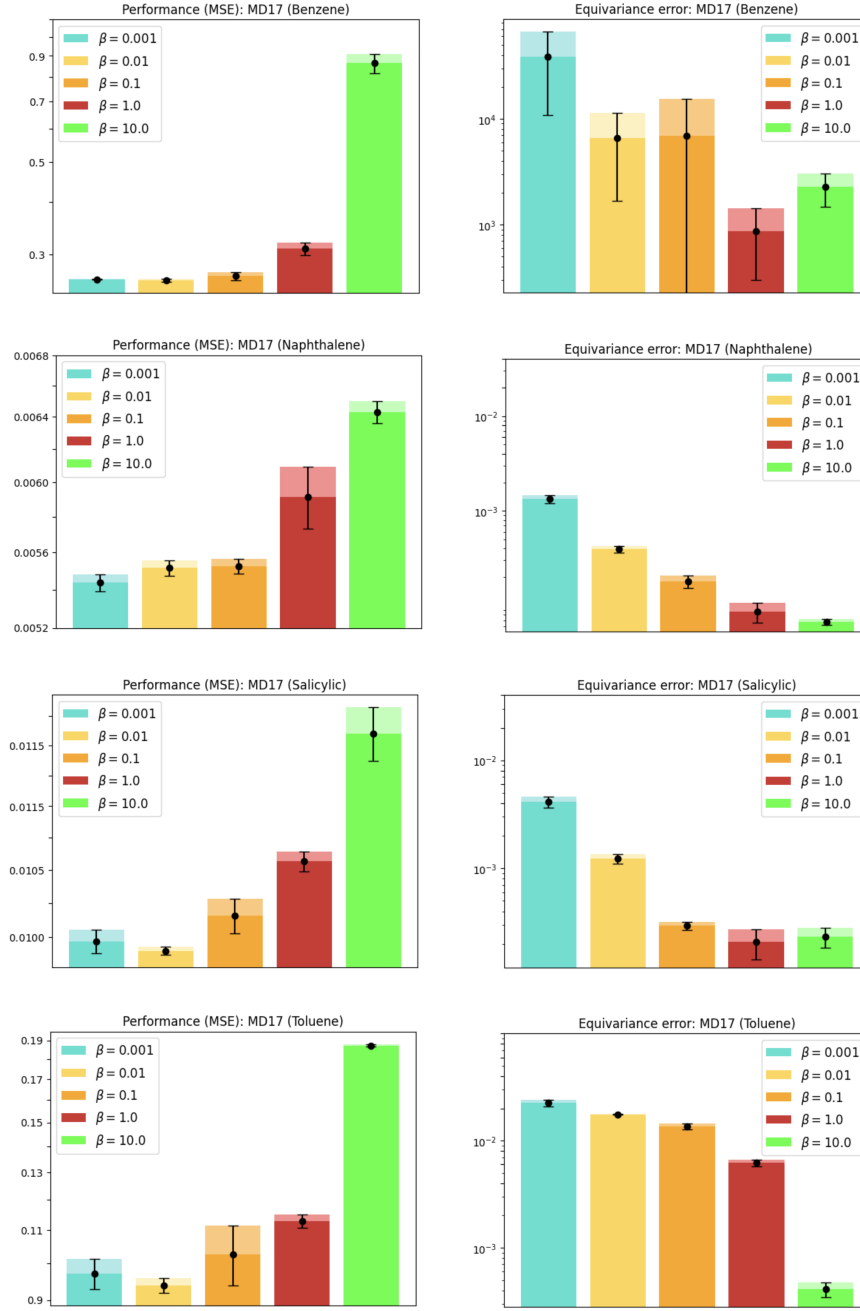 Performance (MSE): MD17 (Benzene)
0.9
0.7
0.5
0.3
β = 0.001
β = 0.01
β = 0.1
β = 1.0
β = 10.0
Equivariance error: MD17 (Benzene)
10⁴
10³
β = 0.001
β = 0.01
β = 0.1
β = 1.0
β = 10.0
Performance (MSE): MD17 (Naphthalene)
0.0068
0.0064
0.0060
0.0056
0.0052
β = 0.001
β = 0.01
β = 0.1
β = 1.0
β = 10.0
Equivariance error: MD17 (Naphthalene)
10⁻²
10⁻³
β = 0.001
β = 0.01
β = 0.1
β = 1.0
β = 10.0
Performance (MSE): MD17 (Salicylic)
0.0115
0.0115
0.0105
0.0100
β = 0.001
β = 0.01
β = 0.1
β = 1.0
β = 10.0
Equivariance error: MD17 (Salicylic)
10⁻²
10⁻³
β = 0.001
β = 0.01
β = 0.1
β = 1.0
β = 10.0
Performance (MSE): MD17 (Toluene)
0.19
0.17
0.15
0.13
0.11
0.9
β = 0.001
β = 0.01
β = 0.1
β = 1.0
β = 10.0
Equivariance error: MD17 (Toluene)
10⁻²
10⁻³
β = 0.001
β = 0.01
β = 0.1
β = 1.0
β = 10.0